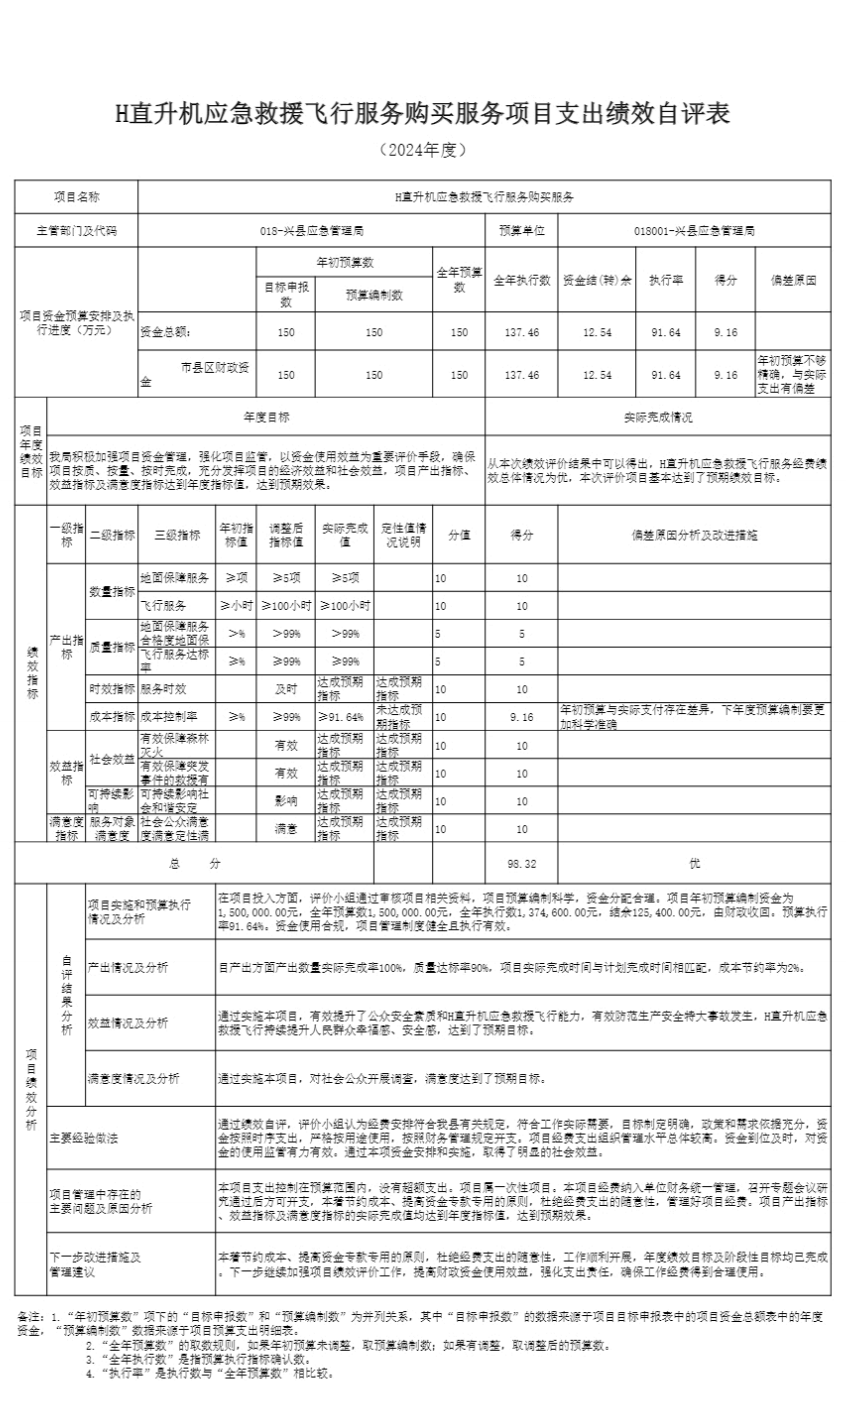 H直升机应急救援飞行服务购买服务项目支出绩效自评表
（2024年度）
项目名称 H直升机应急救援飞行服务购买服务
主管部门及代码 018-兴县应急管理局 预算单位 018001-兴县应急管理局
项目资金预算安排及执
行进度（万元）
年初预算数
目标申报
数
预算编制数
全年预算
数
全年执行数 资金结(转)余 执行率 得分 偏差原因
资金总额: 150 150 150 137.46 12.54 91.64 9.16
市县区财政资
金
150 150 150 137.46 12.54 91.64 9.16
年初预算不够
精确，与实际
支出有偏差
项目
年度
绩效
目标
年度目标 实际完成情况
我局积极加强项目资金管理，强化项目监管，以资金使用效益为重要评价手段，确保
项目按质、按量、按时完成，充分发挥项目的经济效益和社会效益，项目产出指标、
效益指标及满意度指标达到年度指标值，达到预期效果。
从本次绩效评价结果中可以得出，H直升机应急救援飞行服务经费绩
效总体情况为优，本次评价项目基本达到了预期绩效目标。
绩效指标
一级指
标
二级指标 三级指标
年初指
标值
调整后
指标值
实际完成
值
定性值情
况说明
分值 得分 偏差原因分析及改进措施
产出指
标
数量指标 地面保障服务 ≥项 ≥5项 ≥5项 10 10
飞行服务 ≥小时 ≥100小时 ≥100小时 10 10
质量指标
地面保障服务
合格度地面保
>% >99% >99% 5 5
飞行服务达标
率
≥% ≥99% ≥99% 5 5
时效指标 服务时效 及时
达成预期
指标
达成预期
指标
10 10
成本指标 成本控制率 ≥% ≥99% ≥91.64%
未达成预
期指标
10 9.16
年初预算与实际支付存在差异，下年度预算编制要更
加科学准确
效益指
标
社会效益
有效保障森林
灭火
有效
达成预期
指标
达成预期
指标
10 10
有效保障突发
事件的救援有
有效
达成预期
指标
达成预期
指标
10 10
可持续影
响
可持续影响社
会和谐安定
影响
达成预期
指标
达成预期
指标
10 10
满意度
指标
服务对象
满意度
社会公众满意
度满意定性满
满意
达成预期
指标
达成预期
指标
10 10
总 分 98.32 优
项目绩效分析
自评结果分析
项目实施和预算执行
情况及分析
在项目投入方面，评价小组通过审核项目相关资料，项目预算编制科学，资金分配合理。项目年初预算编制资金为
1,500,000.00元，全年预算数1,500,000.00元，全年执行数1,374,600.00元，结余125,400.00元，由财政收回。预算执行
率91.64%。资金使用合规，项目管理制度健全且执行有效。
产出情况及分析 目产出方面产出数量实际完成率100%，质量达标率90%，项目实际完成时间与计划完成时间相匹配，成本节约率为2%。
效益情况及分析
通过实施本项目，有效提升了公众安全素质和H直升机应急救援飞行能力，有效防范生产安全特大事故发生，H直升机应急
救援飞行持续提升人民群众幸福感、安全感，达到了预期目标。
满意度情况及分析 通过实施本项目，对社会公众开展调查，满意度达到了预期目标。
主要经验做法
通过绩效自评，评价小组认为经费安排符合我县有关规定，符合工作实际需要，目标制定明确，政策和需求依据充分，资
金按照时序支出，严格按用途使用，按照财务管理规定开支。项目经费支出组织管理水平总体较高。资金到位及时，对资
金的使用监管有力有效。通过本项资金安排和实施，取得了明显的社会效益。
项目管理中存在的
主要问题及原因分析
本项目支出控制在预算范围内，没有超额支出。项目属一次性项目。本项目经费纳入单位财务统一管理，召开专题会议研
究通过后方可开支，本着节约成本、提高资金专款专用的原则，杜绝经费支出的随意性，管理好项目经费。项目产出指标
、效益指标及满意度指标的实际完成值均达到年度指标值，达到预期效果。
下一步改进措施及
管理建议
本着节约成本、提高资金专款专用的原则，杜绝经费支出的随意性，工作顺利开展，年度绩效目标及阶段性目标均已完成
。下一步继续加强项目绩效评价工作，提高财政资金使用效益，强化支出责任，确保工作经费得到合理使用。
备注：1.“年初预算数”项下的“目标申报数”和“预算编制数”为并列关系，其中“目标申报数”的数据来源于项目目标申报表中的项目资金总额表中的年度
资金，“预算编制数”数据来源于项目预算支出明细表。
2.“全年预算数”的取数规则，如果年初预算未调整，取预算编制数；如果有调整，取调整后的预算数。
3.“全年执行数”是指预算执行指标确认数。
4.“执行率”是执行数与“全年预算数”相比较。